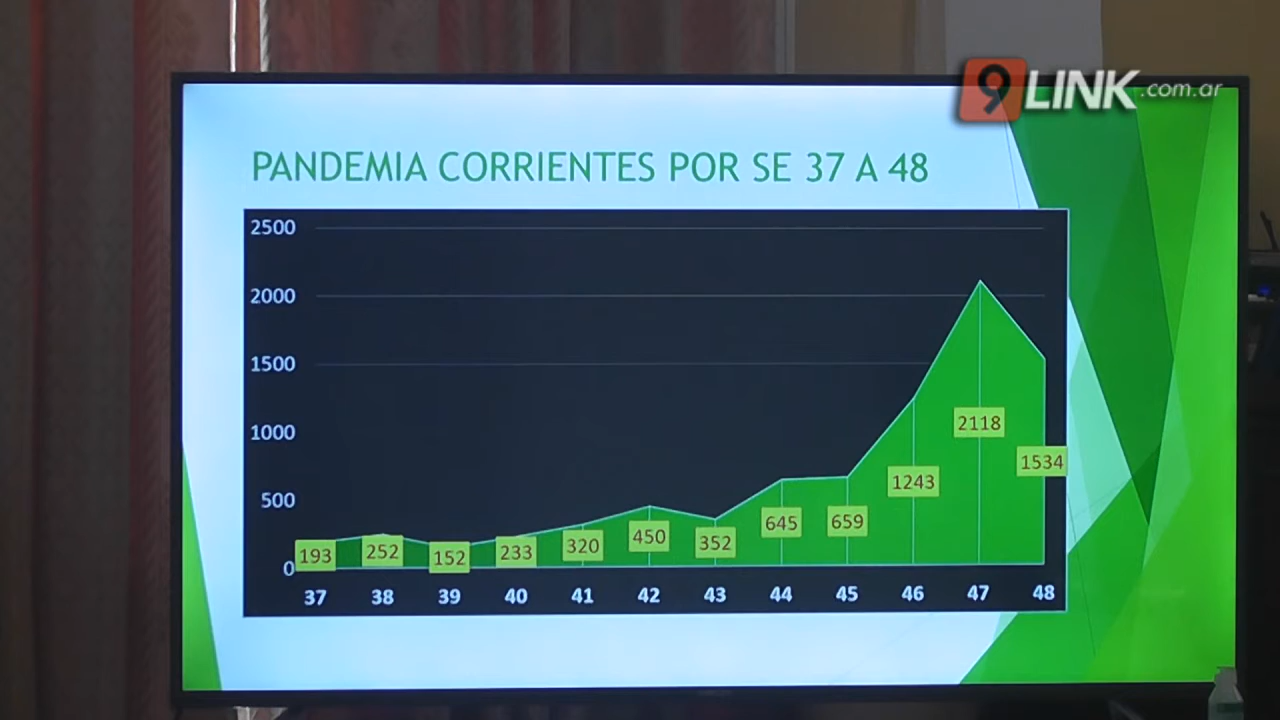 9 LINK.com.ar
PANDEMIA CORRIENTES POR SE 37 A 48
2500
2000
1500
1000
500
0
193 252 152 233 320 450 352 645 659 1243 2118 1534
37 38 39 40 41 42 43 44 45 46 47 48